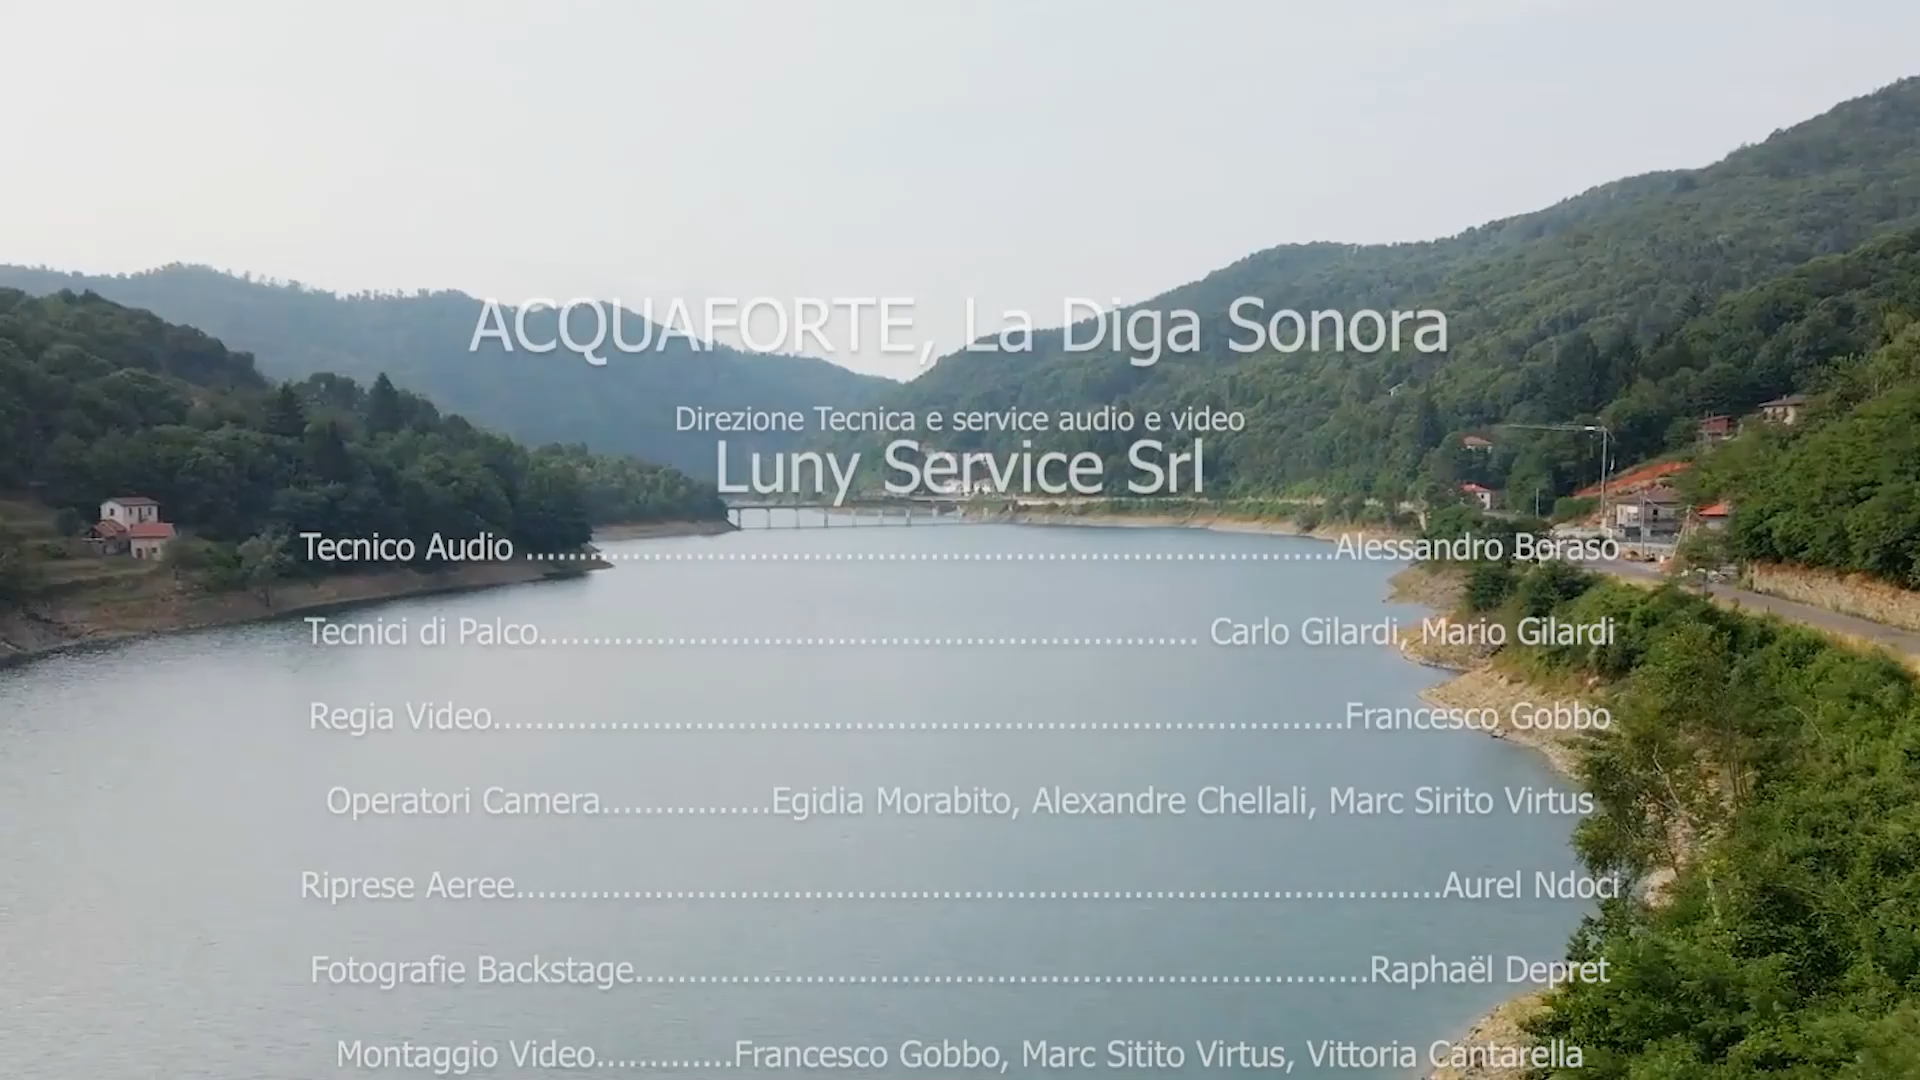 ACQUAFORTE, La Diga Sonora
Direzione Tecnica e service audio e video
Luny Service Srl
Tecnico Audio ..............................................................................Alessandro Boraso
Tecnici di Palco............................................................... Carlo Gilardi, Mario Gilardi
Regia Video.................................................................................Francesco Gobbo
Operatori Camera................Egidia Morabito, Alexandre Chellali, Marc Sirito Virtus
Riprese Aeree........................................................................................Aurel Ndoci
Fotografie Backstage......................................................................Raphaël Depret
Montaggio Video.............Francesco Gobbo, Marc Sitito Virtus, Vittoria Cantarella